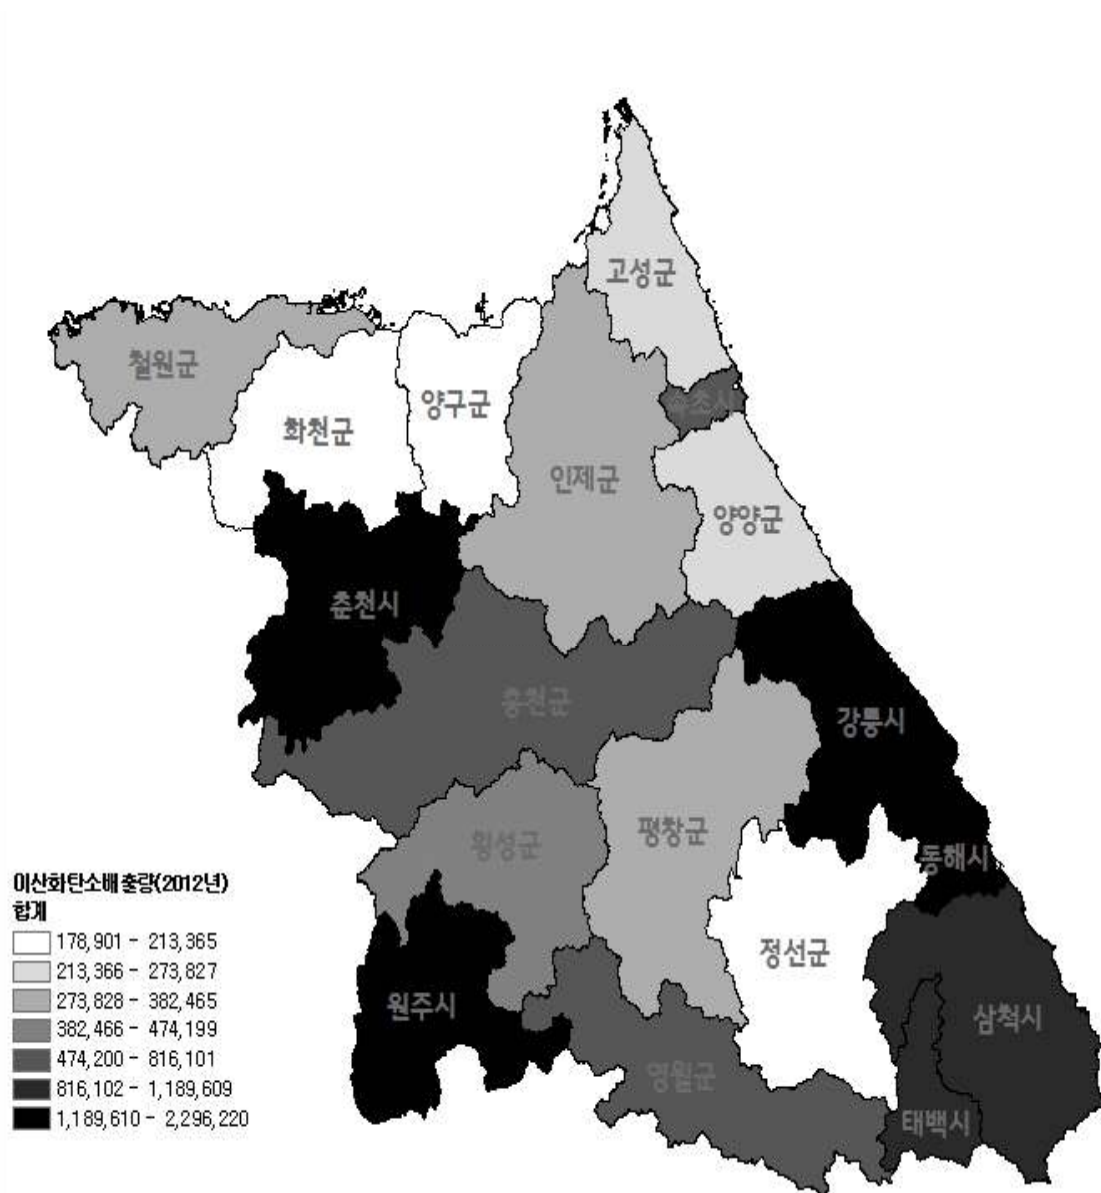 고성군
철원군
양구군
속초시
화천군
인제군
양양군
춘천시
홍천군
강릉시
평창군
횡성군
동해시
정선군
원주시
삼척시
영월군
태백시
이산화탄소배출량(2012년)
합계
178,901 - 213,365
213,366 - 273,827
273,828 - 382,465
382,466 - 474,199
474,200 - 816,101
816,102 - 1,189,609
1,189,610 - 2,296,220